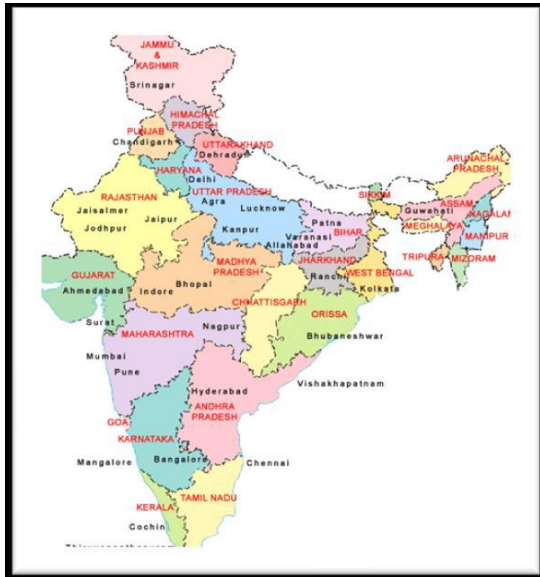 JAMMU
&
KASHMIR
Srinagar
HIMACHAL
PRADESH
PUNJAB
Chandigarh
UTTARAKHAND
Dehradun
HARYANA
Delhi
UTTAR PRADESH
ARUNACHAL
PRADESH
RAJASTHAN
Jaisalmer
Jodhpur
Jaipur
Agra
Lucknow
Kanpur
Allahabad
Varanasi
Patna
BIHAR
SIKKIM
Guwahati
ASSAM
NAGALAN
MEGHALAYA
MANIPUR
TRIPURA
MIZORAM
GUJARAT
Ahmedabad
Surat
MADHYA
PRADESH
Indore
Bhopal
JHARKHAND
Ranchi
WEST BENGAL
Kolkata
CHHATTISGARH
ORISSA
Bhubaneshwar
MAHARASHTRA
Nagpur
Mumbai
Pune
Vishakhapatnam
Hyderabad
ANDHRA
PRADESH
GOA
KARNATAKA
Mangalore
Bangalore
Chennai
TAMIL NADU
KERALA
Cochin